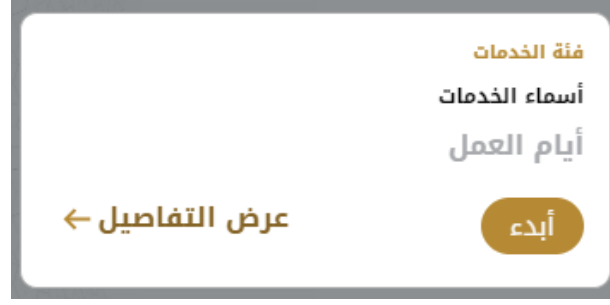 فئة الخدمات
أسماء الخدمات
أيام العمل
أبدء
عرض التفاصيل ←